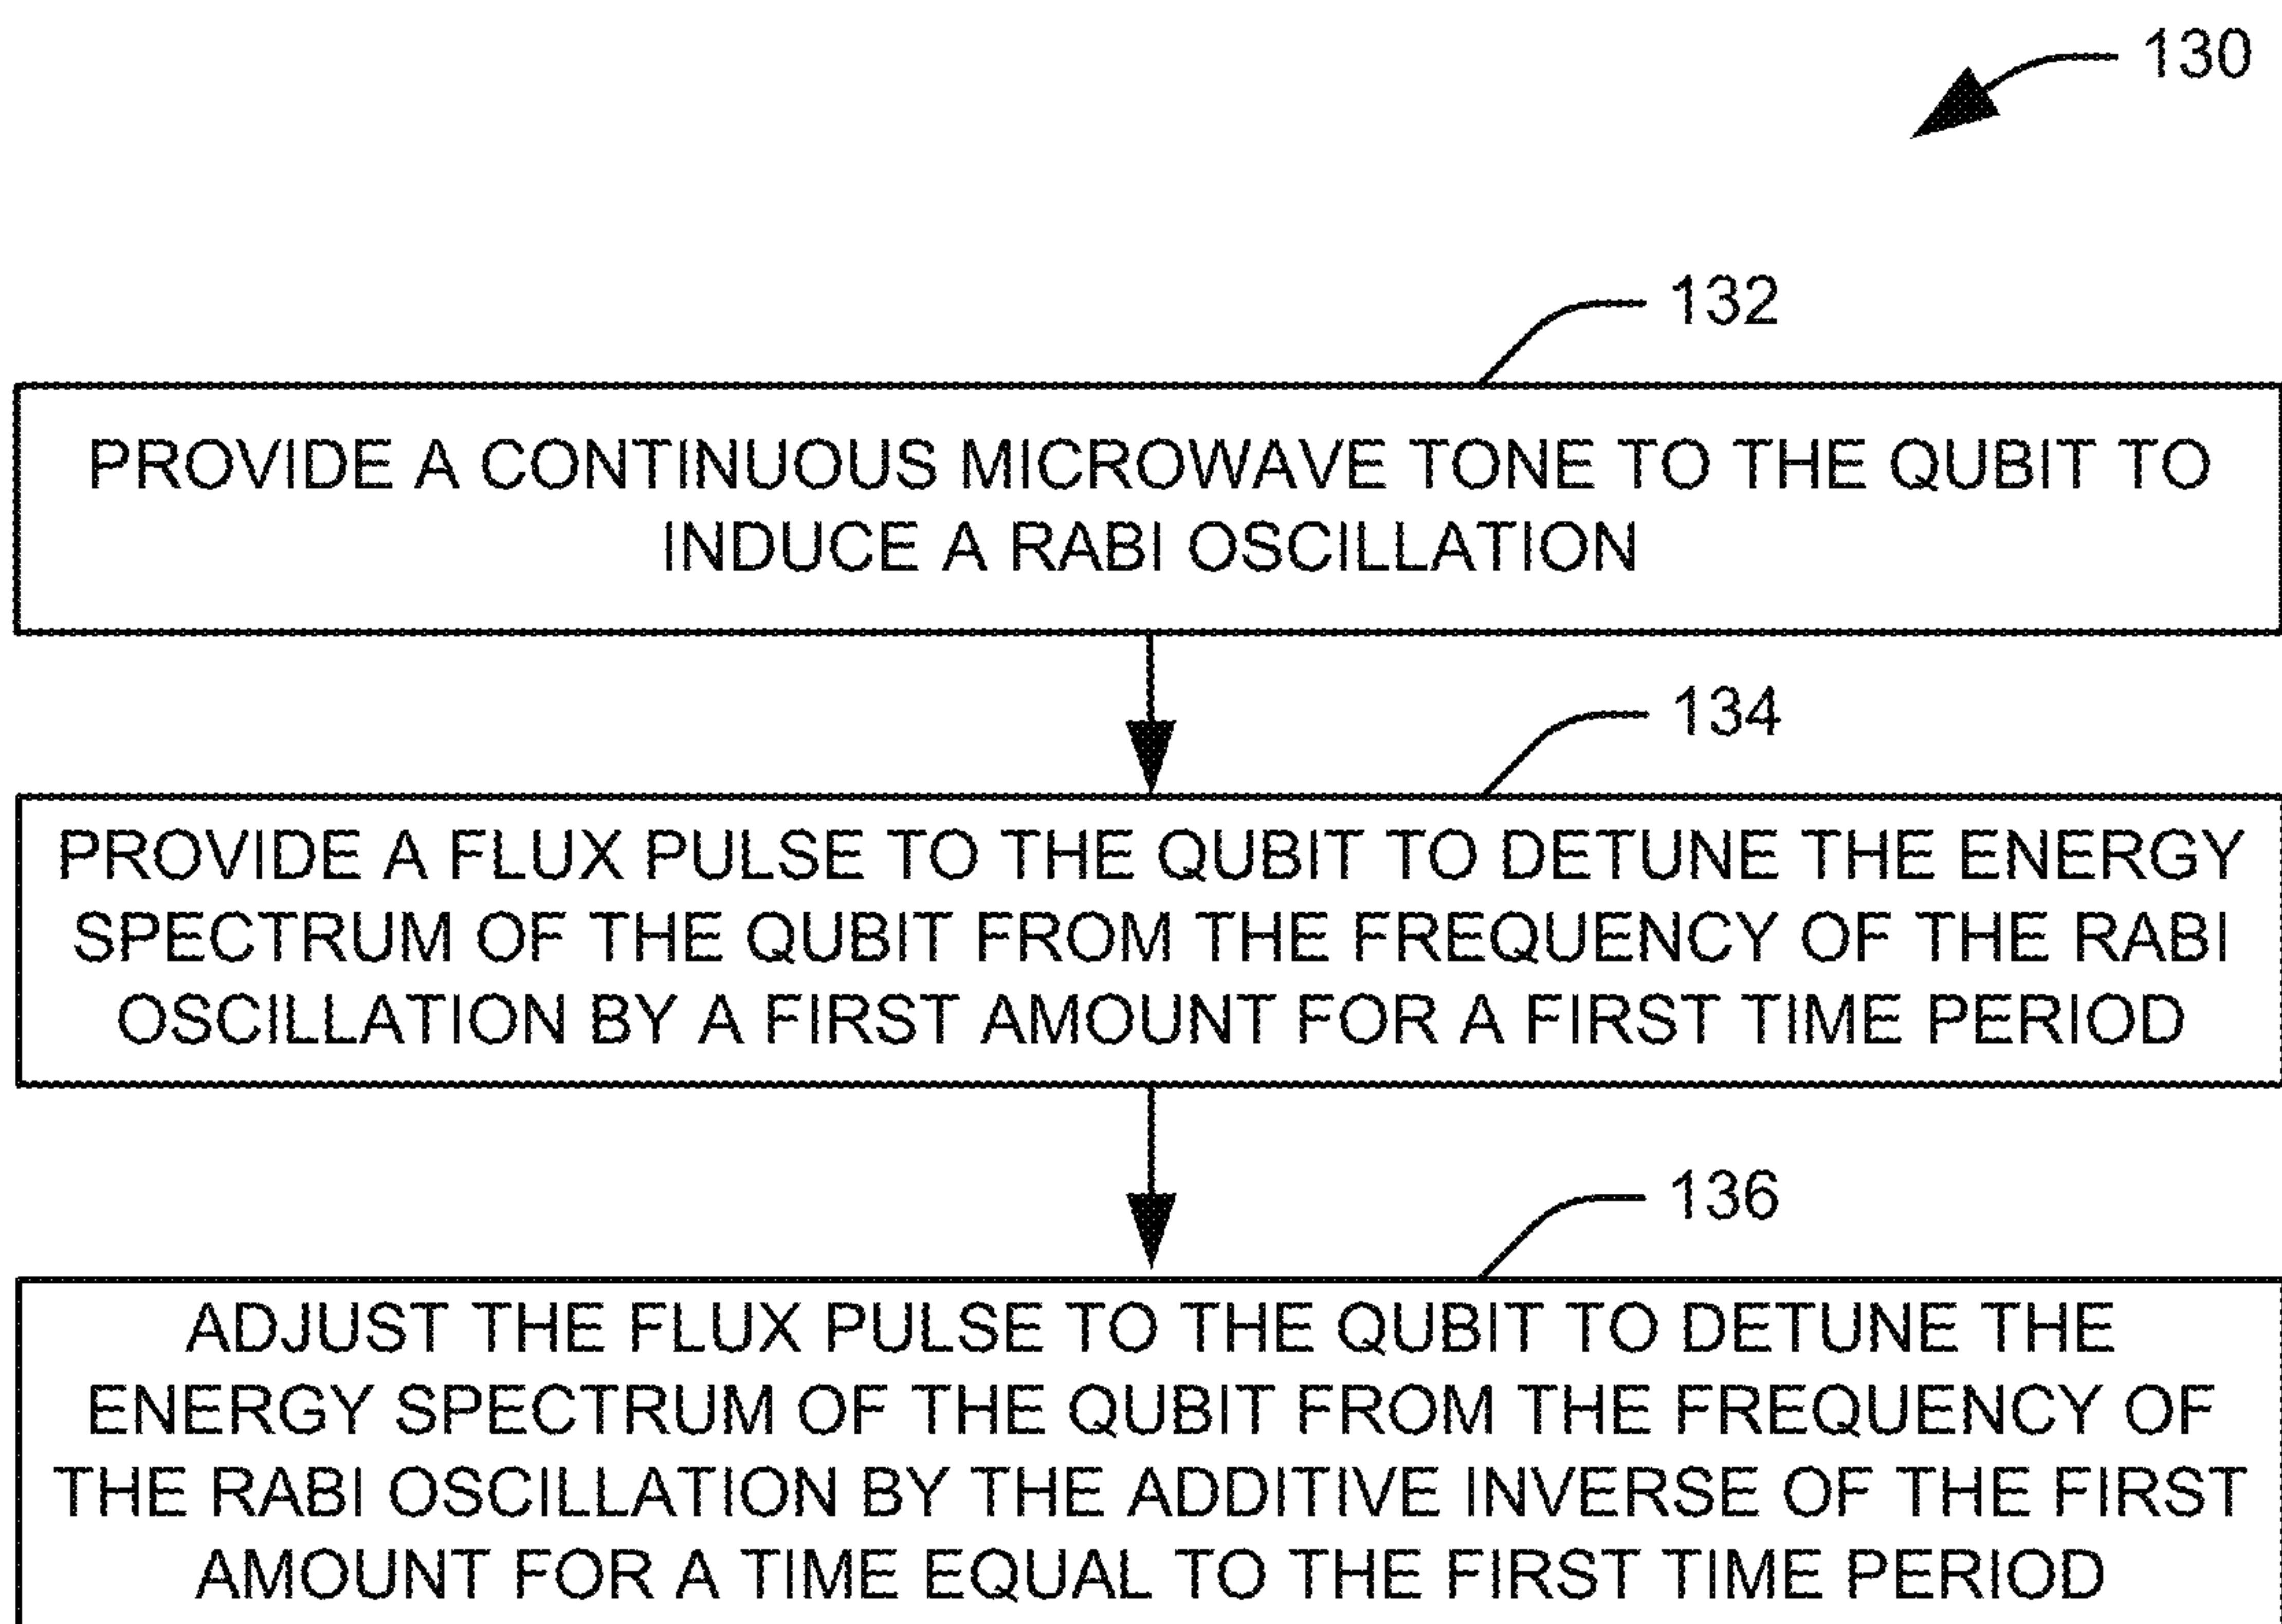 130
132
PROVIDE A CONTINUOUS MICROWAVE TONE TO THE QUBIT TO
INDUCE A RABI OSCILLATION
134
PROVIDE A FLUX PULSE TO THE QUBIT TO DETUNE THE ENERGY
SPECTRUM OF THE QUBIT FROM THE FREQUENCY OF THE RABI
OSCILLATION BY A FIRST AMOUNT FOR A FIRST TIME PERIOD
136
ADJUST THE FLUX PULSE TO THE QUBIT TO DETUNE THE
ENERGY SPECTRUM OF THE QUBIT FROM THE FREQUENCY OF
THE RABI OSCILLATION BY THE ADDITIVE INVERSE OF THE FIRST
AMOUNT FOR A TIME EQUAL TO THE FIRST TIME PERIOD